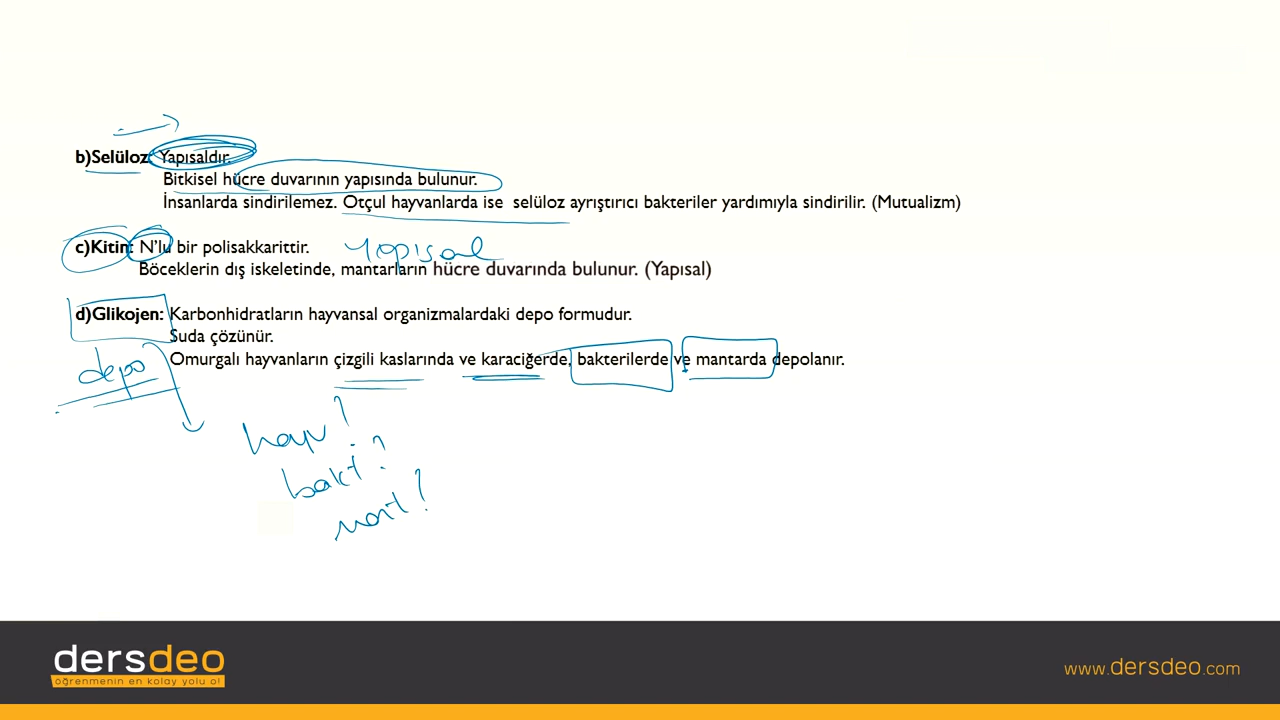 b)Selüloz: Yapısaldır.
Bitkisel hücre duvarının yapısında bulunur.
İnsanlarda sindirilemez. Otçul hayvanlarda ise selüloz ayrıştırıcı bakteriler yardımıyla sindirilir. (Mutualizm)
c)Kitin: N'lu bir polisakkarittir. Yapısal
Böceklerin dış iskeletinde, mantarların hücre duvarında bulunur. (Yapısal)
d)Glikojen: Karbonhidratların hayvansal organizmalardaki depo formudur.
Suda çözünür.
Omurgalı hayvanların çizgili kaslarında ve karaciğerde, bakterilerde ve mantarda depolanır.
depo
hayv?
bakt?
mant?
dersdeo
öğrenmenin en kolay yolu o!
www.dersdeo.com